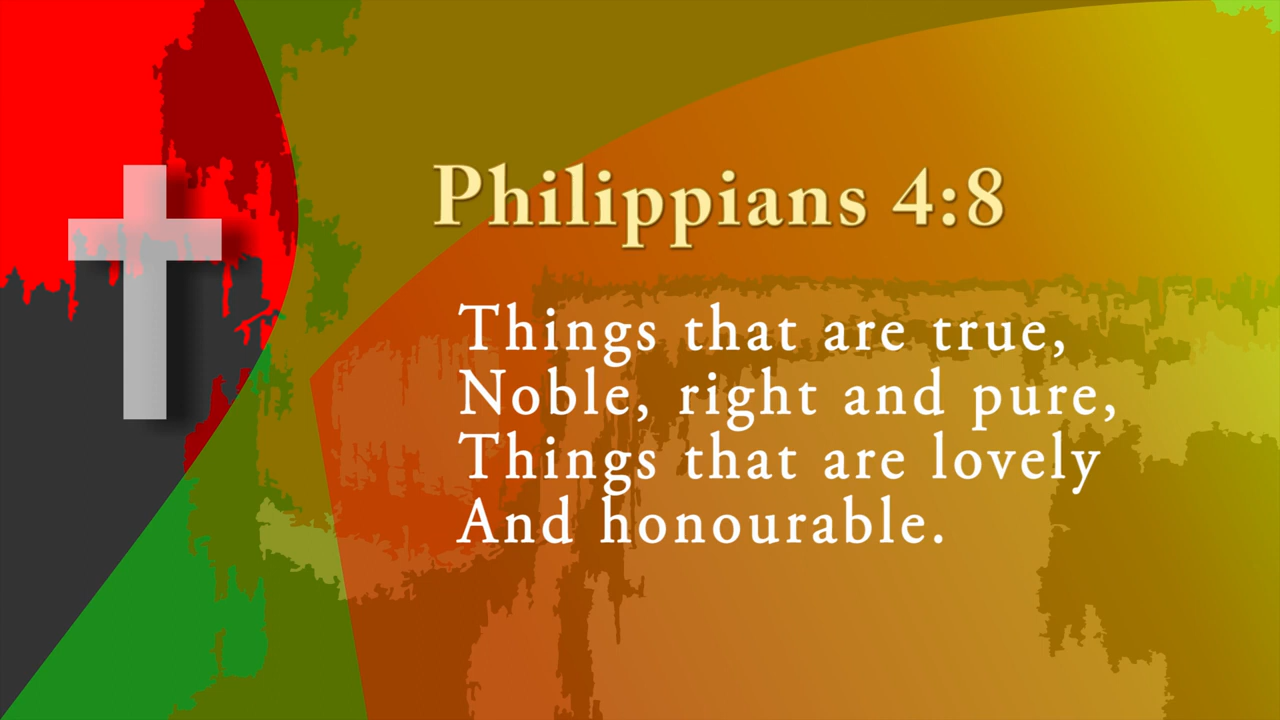 Philippians 4:8
Things that are true,
Noble, right and pure,
Things that are lovely
And honourable.